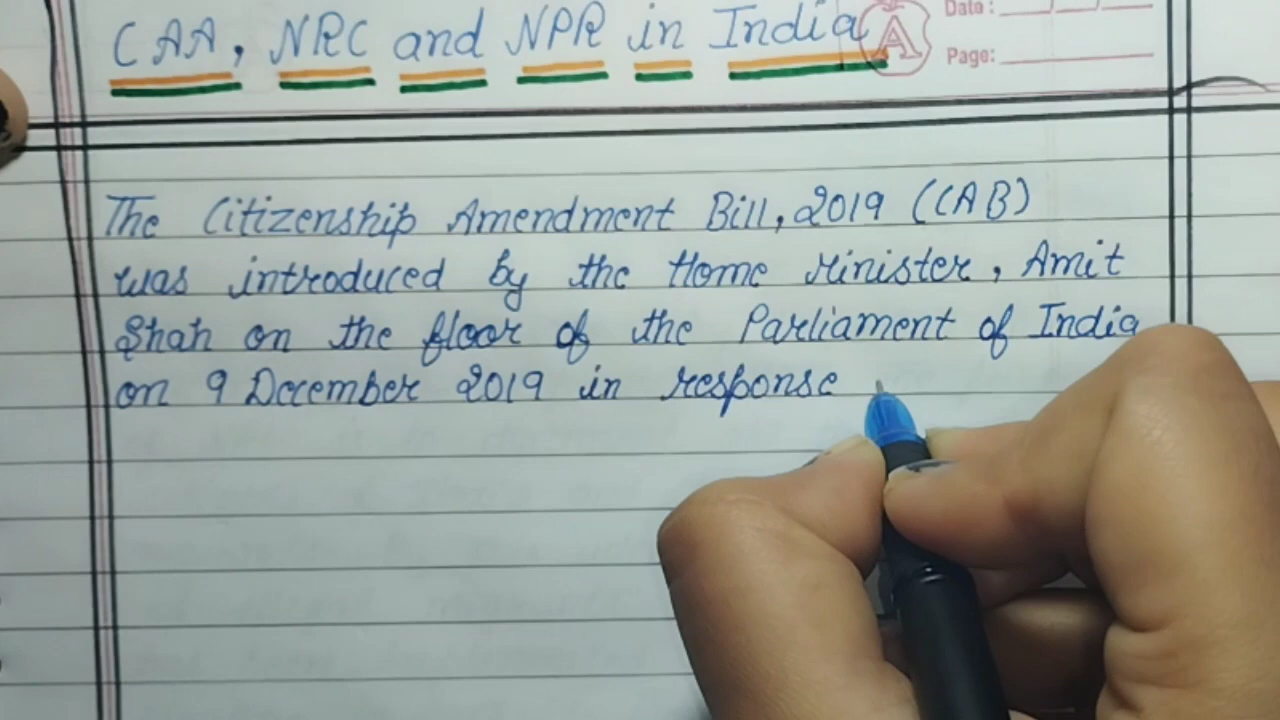 CAA, NRC and NPR in India
A
Date:
Page:
The Citizenship Amendment Bill, 2019 (CAB)
was introduced by the Home Minister, Amit
Shah on the floor of the Parliament of India
on 9 December 2019 in response